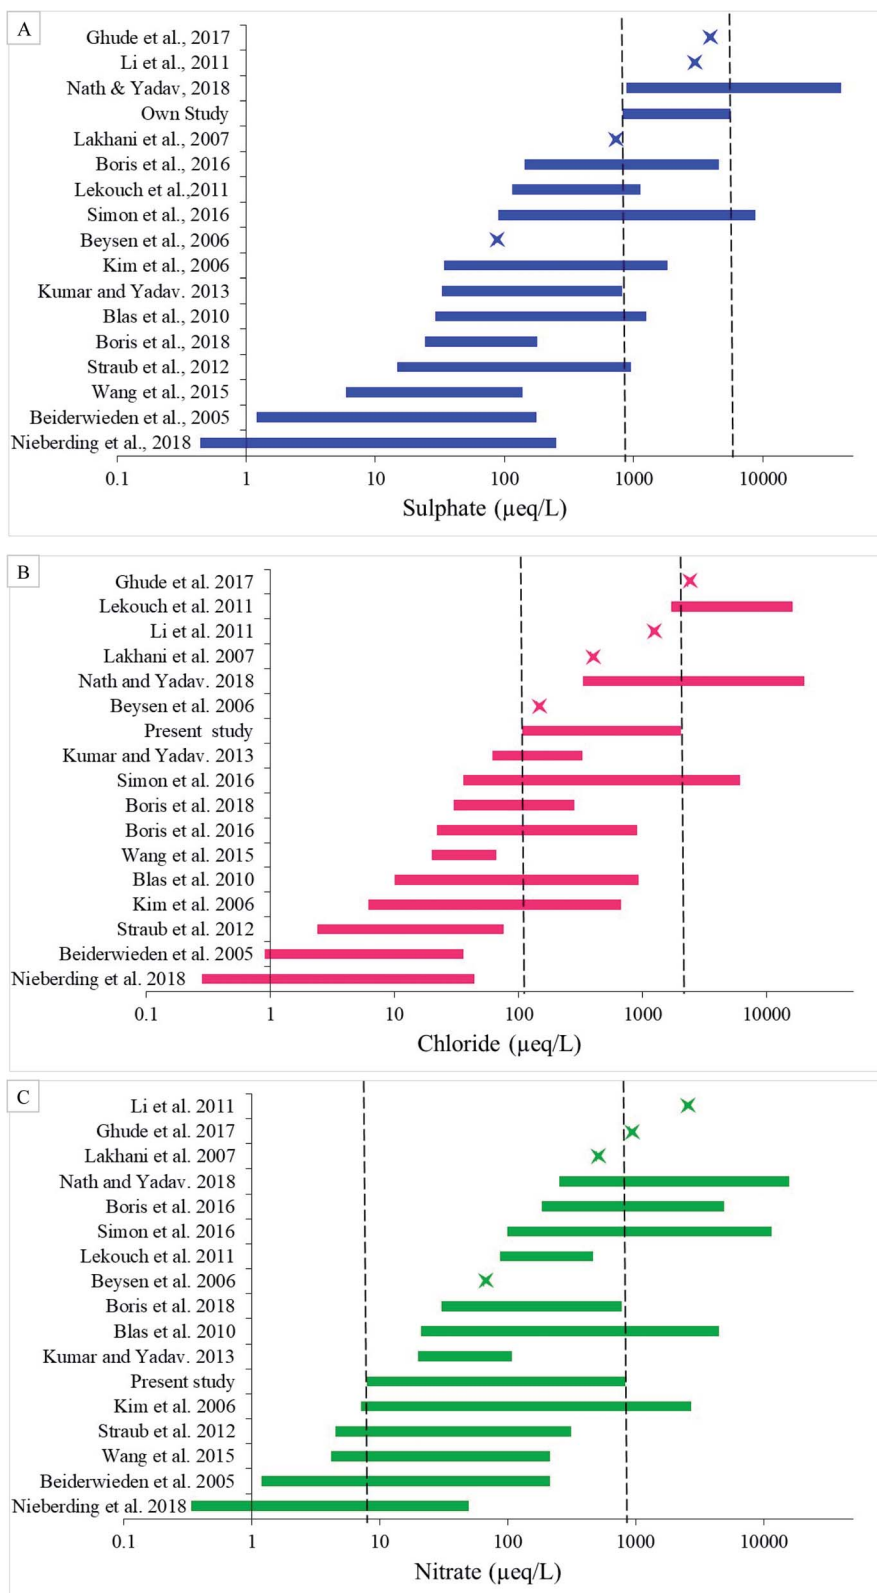 A
Ghude et al., 2017
Li et al., 2011
Nath & Yadav, 2018
Own Study
Lakhani et al., 2007
Boris et al., 2016
Lekouch et al.,2011
Simon et al., 2016
Beysen et al., 2006
Kim et al., 2006
Kumar and Yadav. 2013
Blas et al., 2010
Boris et al., 2018
Straub et al., 2012
Wang et al., 2015
Beiderwieden et al., 2005
Nieberding et al., 2018
0.1 1 10 100 1000 10000
Sulphate (µeq/L)
B
Ghude et al. 2017
Lekouch et al. 2011
Li et al. 2011
Lakhani et al. 2007
Nath and Yadav. 2018
Beysen et al. 2006
Present study
Kumar and Yadav. 2013
Simon et al. 2016
Boris et al. 2018
Boris et al. 2016
Wang et al. 2015
Blas et al. 2010
Kim et al. 2006
Straub et al. 2012
Beiderwieden et al. 2005
Nieberding et al. 2018
0.1 1 10 100 1000 10000
Chloride (µeq/L)
C
Li et al. 2011
Ghude et al. 2017
Lakhani et al. 2007
Nath and Yadav. 2018
Boris et al. 2016
Simon et al. 2016
Lekouch et al. 2011
Beysen et al. 2006
Boris et al. 2018
Blas et al. 2010
Kumar and Yadav. 2013
Present study
Kim et al. 2006
Straub et al. 2012
Wang et al. 2015
Beiderwieden et al. 2005
Nieberding et al. 2018
0.1 1 10 100 1000 10000
Nitrate (µeq/L)